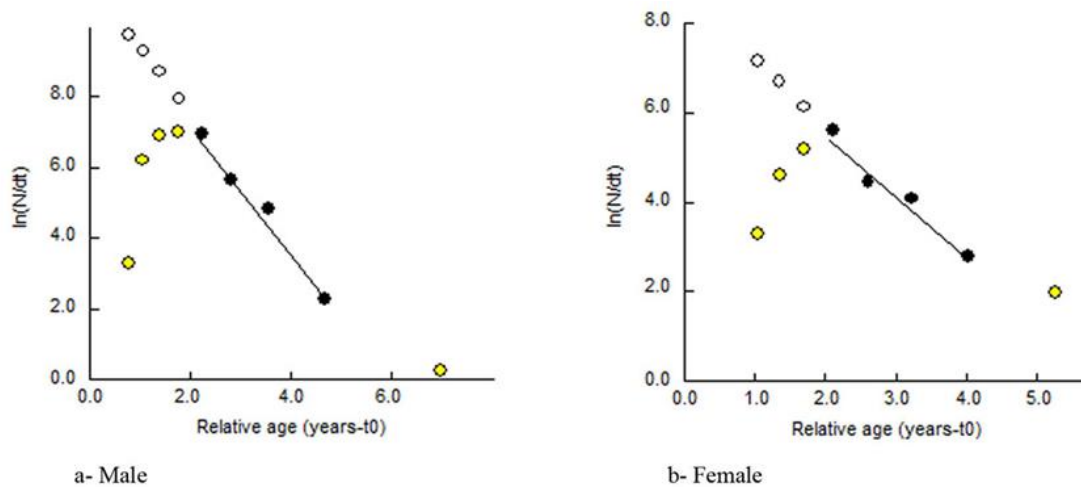 8.0
6.0
4.0
2.0
0.0
ln(N/dt)
0.0 2.0 4.0 6.0
Relative age (years-t0)
a- Male
8.0
6.0
4.0
2.0
0.0
ln(N/dt)
0.0 1.0 2.0 3.0 4.0 5.0
Relative age (years-t0)
b- Female